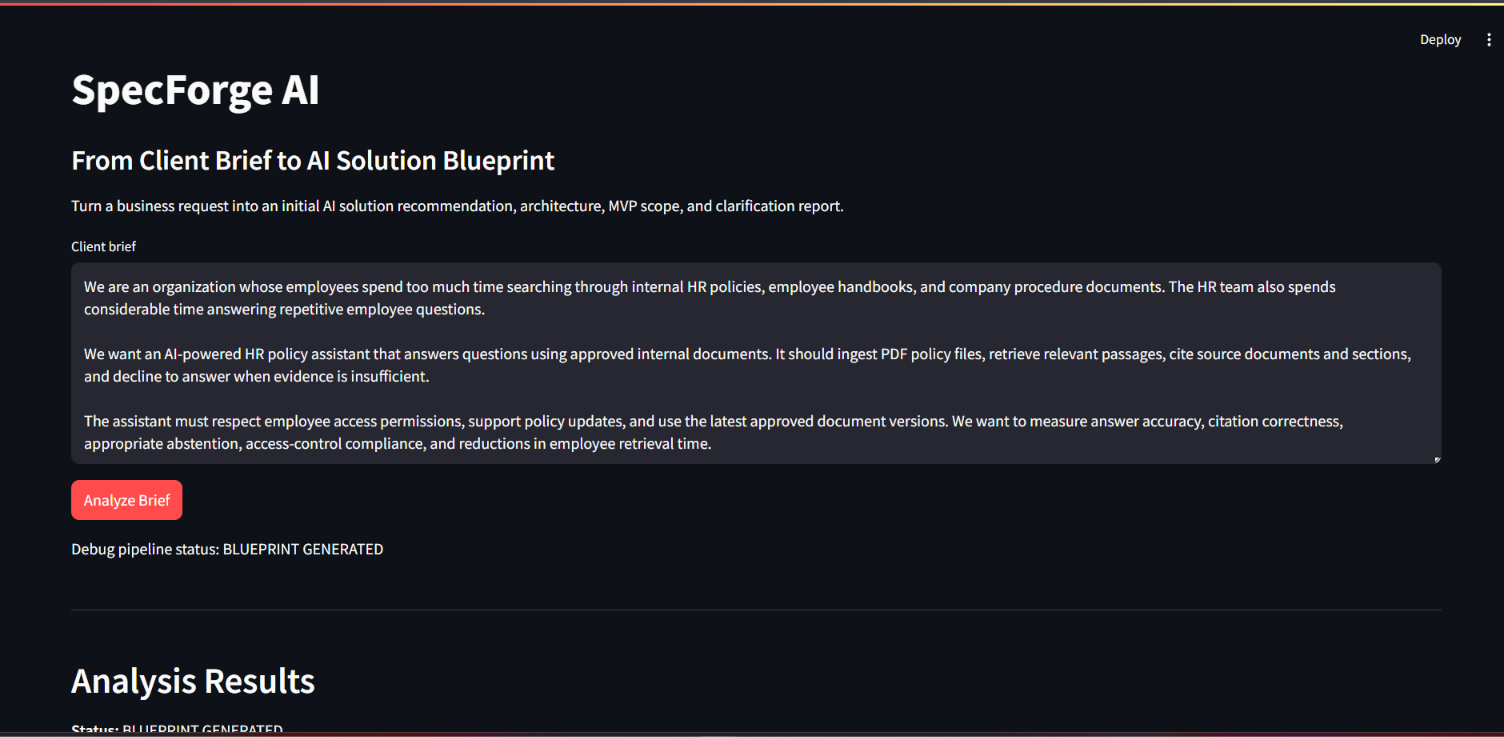 Deploy
SpecForge AI
From Client Brief to AI Solution Blueprint
Turn a business request into an initial AI solution recommendation, architecture, MVP scope, and clarification report.
Client brief
We are an organization whose employees spend too much time searching through internal HR policies, employee handbooks, and company procedure documents. The HR team also spends
considerable time answering repetitive employee questions.
We want an AI-powered HR policy assistant that answers questions using approved internal documents. It should ingest PDF policy files, retrieve relevant passages, cite source documents and sections,
and decline to answer when evidence is insufficient.
The assistant must respect employee access permissions, support policy updates, and use the latest approved document versions. We want to measure answer accuracy, citation correctness,
appropriate abstention, access-control compliance, and reductions in employee retrieval time.
Analyze Brief
Debug pipeline status: BLUEPRINT GENERATED
Analysis Results
Status: BLUEPRINT GENERATED